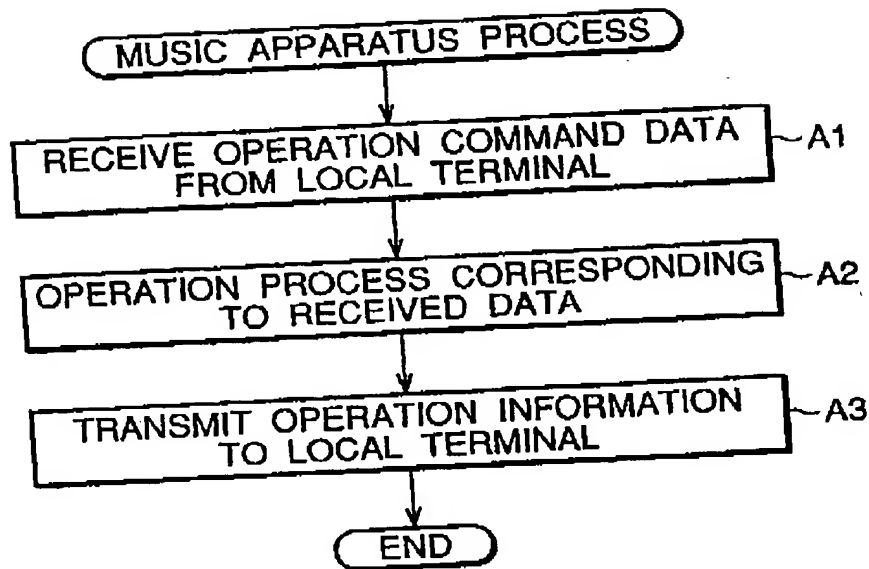 MUSIC APPARATUS PROCESS
RECEIVE OPERATION COMMAND DATA
FROM LOCAL TERMINAL
A1
OPERATION PROCESS CORRESPONDING
TO RECEIVED DATA
A2
TRANSMIT OPERATION INFORMATION
TO LOCAL TERMINAL
A3
END